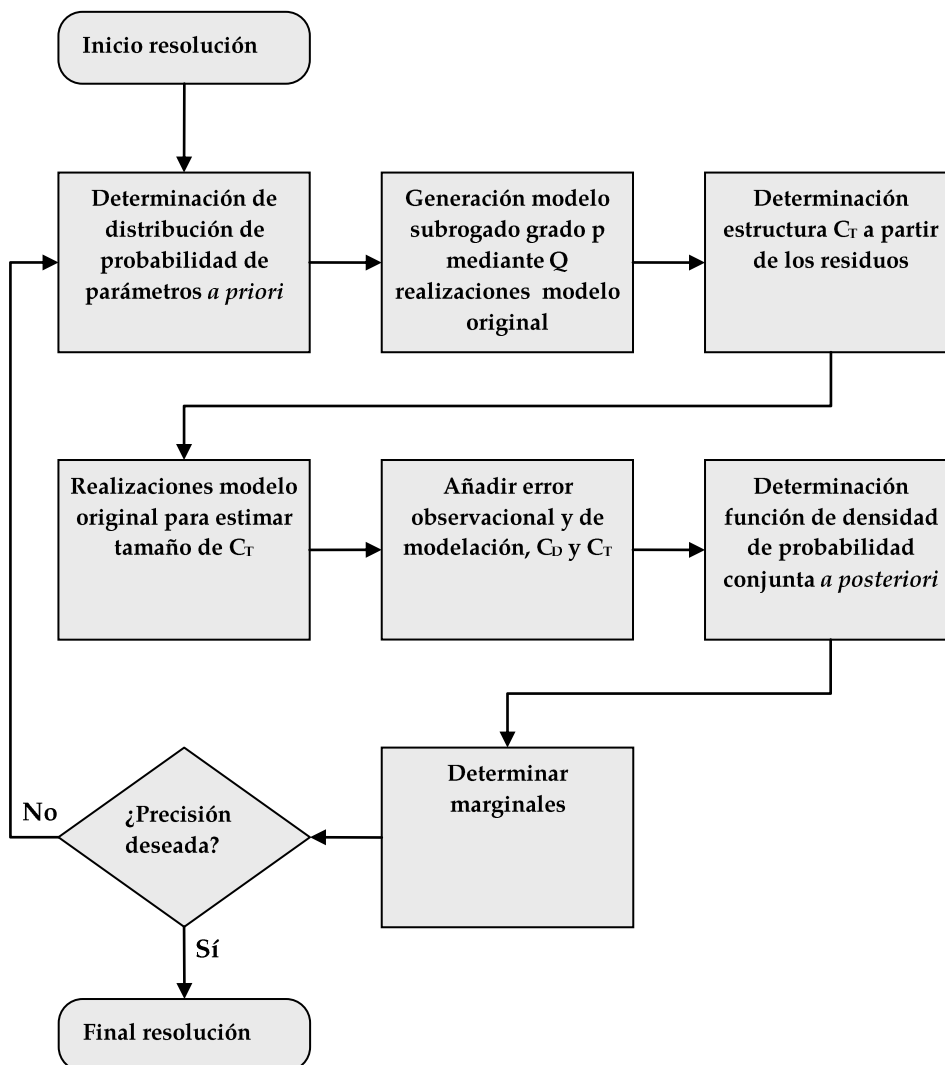 Inicio resolución
Determinación de
distribución de
probabilidad de
parámetros a priori
Generación modelo
subrogado grado p
mediante Q
realizaciones modelo
original
Determinación
estructura CT a partir
de los residuos
Realizaciones modelo
original para estimar
tamaño de CT
Añadir error
observacional y de
modelación, CD y CT
Determinación
función de densidad
de probabilidad
conjunta a posteriori
Determinar
marginales
¿Precisión
deseada?
No
Sí
Final resolución